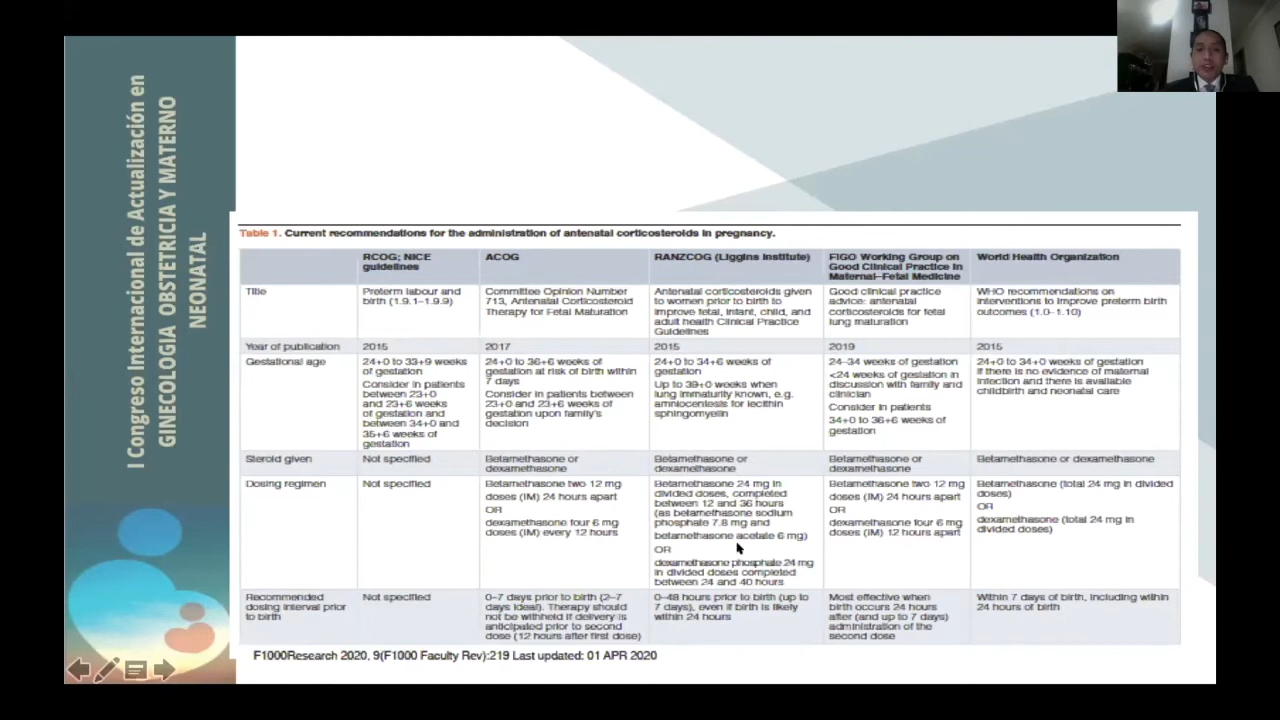 I Congreso Internacional de Actualización en
GINECOLOGIA OBSTETRICIA Y MATERNO
NEONATAL
Table 1. Current recommendations for the administration of antenatal corticosteroids in pregnancy.
RCOG; NICE
guidelines
ACOG
RANZCOG (Liggins Institute)
FIGO Working Group on
Good Clinical Practice in
Maternal–Fetal Medicine
World Health Organization
Title
Preterm labour and
birth (1.9.1–1.9.9)
Committee Opinion Number
713, Antenatal Corticosteroid
Therapy for Fetal Maturation
Antenatal corticosteroids given
to women prior to birth to
improve fetal, infant, child, and
adult health Clinical Practice
Guidelines
Good clinical practice
advice: antenatal
corticosteroids for fetal
lung maturation
WHO recommendations on
interventions to improve preterm birth
outcomes (1.0–1.10)
Year of publication
2015
2017
2015
2019
2015
Gestational age
24+0 to 33+9 weeks
of gestation
Consider in patients
between 23+0
and 23+6 weeks
of gestation and
between 34+0 and
35+6 weeks of
gestation
24+0 to 36+6 weeks of
gestation at risk of birth within
7 days
Consider in patients between
23+0 and 23+6 weeks of
gestation upon family's
decision
24+0 to 34+6 weeks of
gestation
Up to 39+0 weeks when
lung immaturity known, e.g.
amniocentesis for lecithin
sphingomyelin
24–34 weeks of gestation
<24 weeks of gestation in
discussion with family and
clinician
Consider in patients
34+0 to 36+6 weeks of
gestation
24+0 to 34+0 weeks of gestation
if there is no evidence of maternal
infection and there is available
childbirth and neonatal care
Steroid given
Not specified
Betamethasone or
dexamethasone
Betamethasone or
dexamethasone
Betamethasone or
dexamethasone
Betamethasone or dexamethasone
Dosing regimen
Not specified
Betamethasone two 12 mg
doses (IM) 24 hours apart
OR
dexamethasone four 6 mg
doses (IM) every 12 hours
Betamethasone 24 mg in
divided doses, completed
between 12 and 36 hours
(as betamethasone sodium
phosphate 7.8 mg and
betamethasone acetate 6 mg)
OR
dexamethasone phosphate 24 mg
in divided doses completed
between 24 and 40 hours
Betamethasone two 12 mg
doses (IM) 24 hours apart
OR
dexamethasone four 6 mg
doses (IM) 12 hours apart
Betamethasone (total 24 mg in divided
doses)
OR
dexamethasone (total 24 mg in
divided doses)
Recommended
dosing interval prior
to birth
Not specified
0–7 days prior to birth (2–7
days ideal). Therapy should
not be withheld if delivery is
anticipated prior to second
dose (12 hours after first dose)
0–48 hours prior to birth (up to
7 days), even if birth is likely
within 24 hours
Most effective when
birth occurs 24 hours
after (and up to 7 days)
administration of the
second dose
Within 7 days of birth, including within
24 hours of birth
F1000Research 2020, 9(F1000 Faculty Rev):219 Last updated: 01 APR 2020